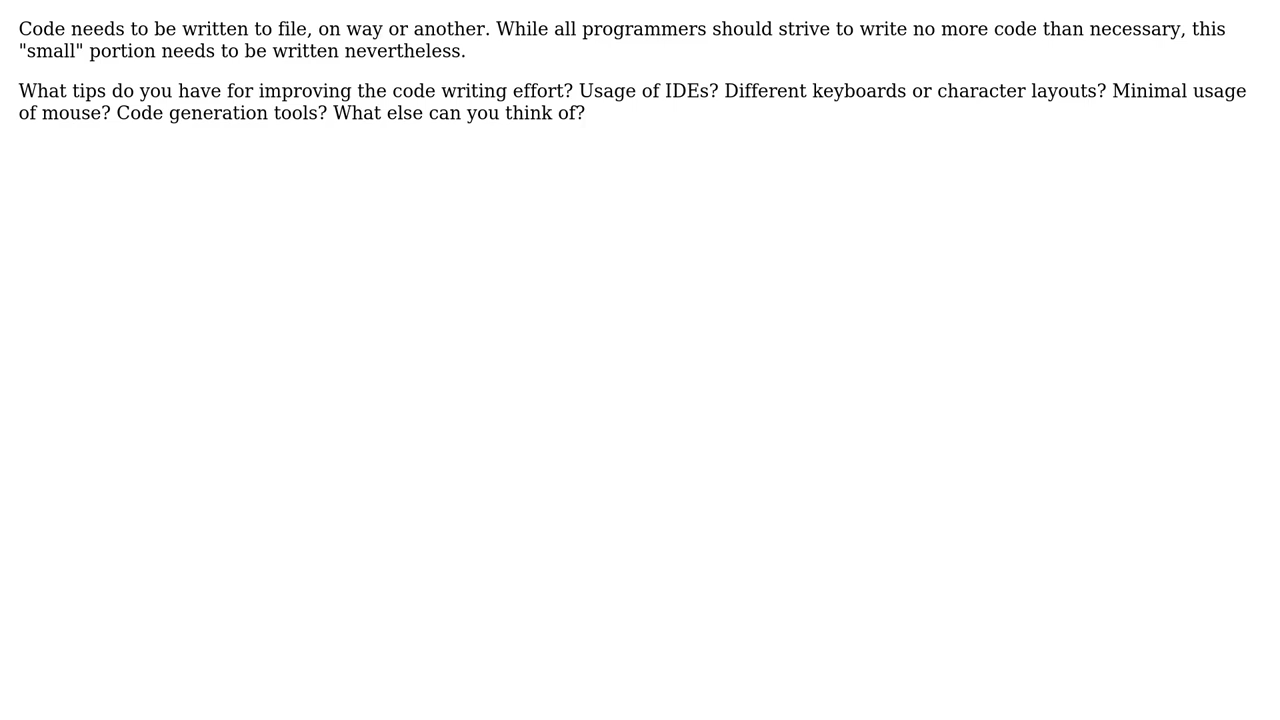 Code needs to be written to file, on way or another. While all programmers should strive to write no more code than necessary, this
"small" portion needs to be written nevertheless.
What tips do you have for improving the code writing effort? Usage of IDEs? Different keyboards or character layouts? Minimal usage
of mouse? Code generation tools? What else can you think of?